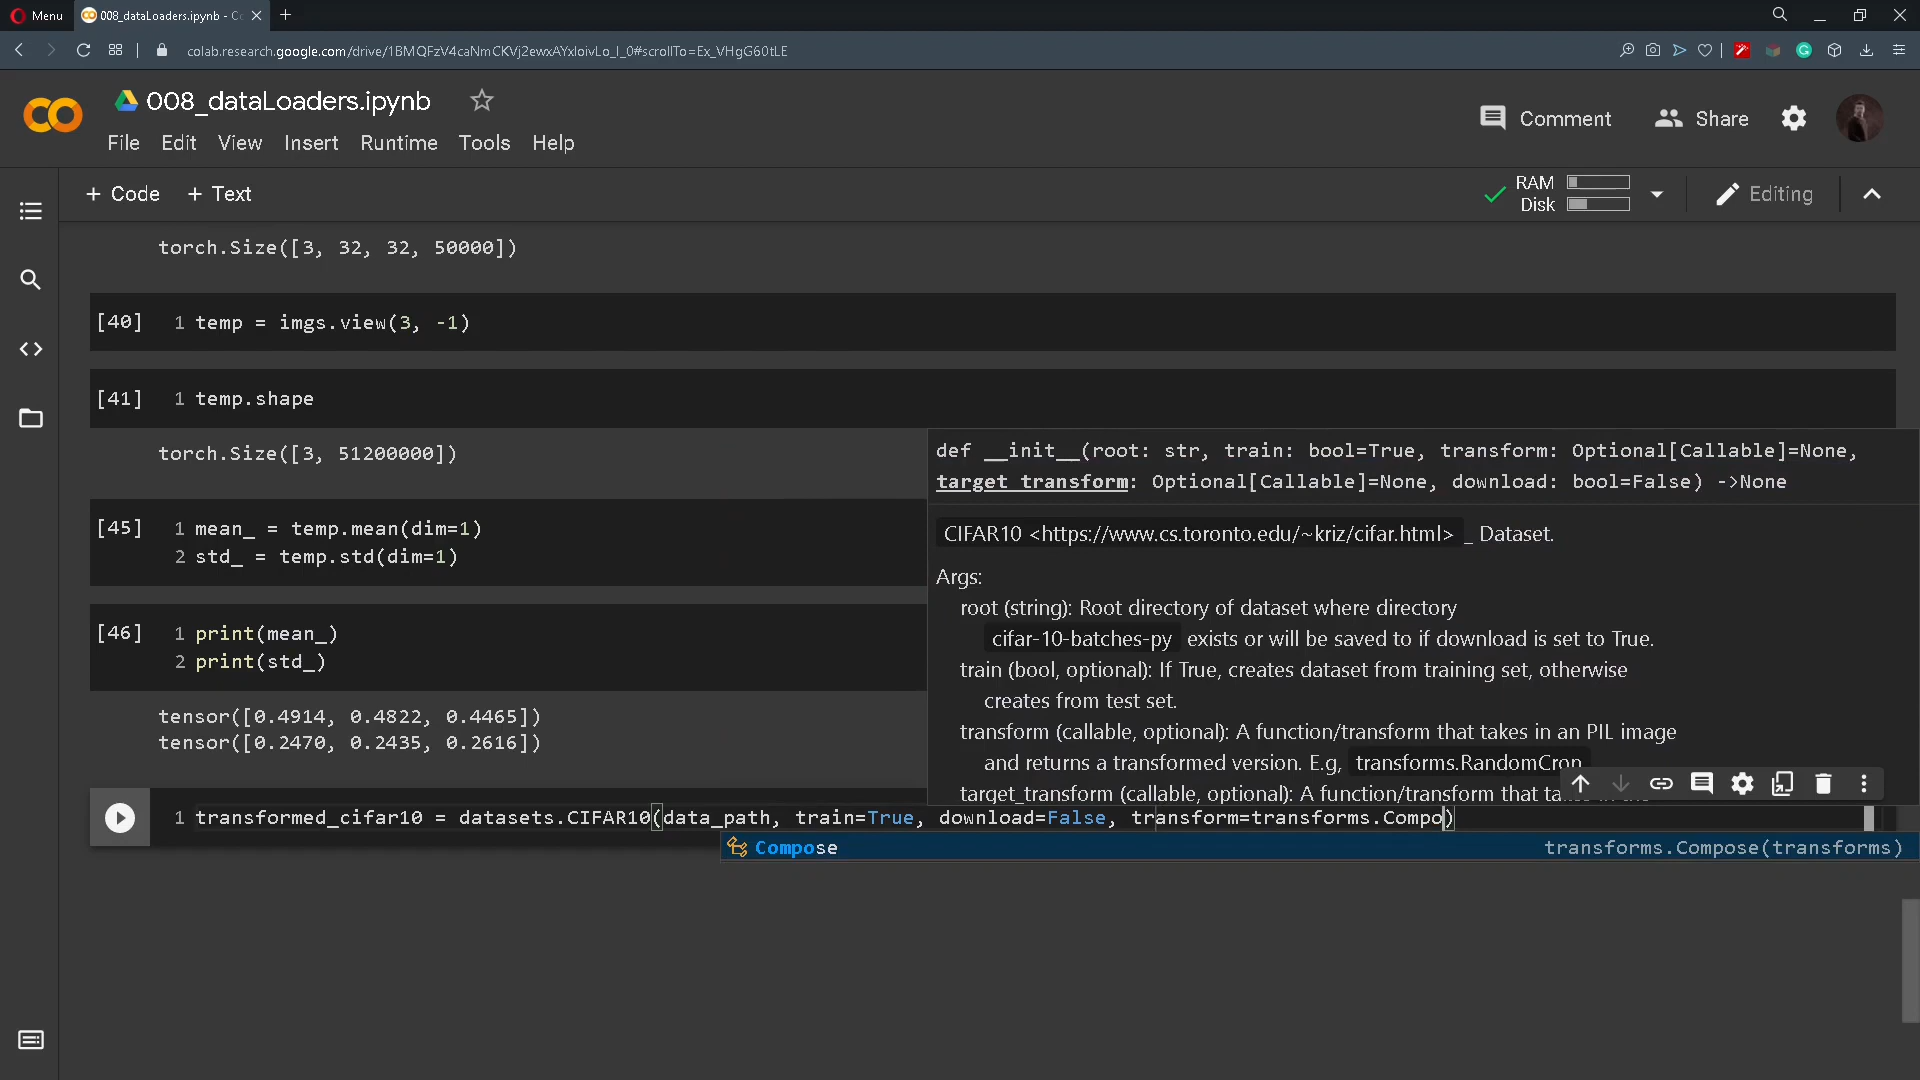 Menu
008_dataLoaders.ipynb - Co
colab.research.google.com/drive/1BMQFzV4caNmCKVj2ewxAYxloivLo_l_0#scrollTo=Ex_VHgG60tLE
008_dataLoaders.ipynb
Comment
Share
File Edit View Insert Runtime Tools Help
+ Code + Text
RAM
Disk
Editing
torch.Size([3, 32, 32, 50000])
[40] 1 temp = imgs.view(3, -1)
[41] 1 temp.shape
torch.Size([3, 51200000])
def __init__(root: str, train: bool=True, transform: Optional[Callable]=None,
target_transform: Optional[Callable]=None, download: bool=False) ->None
[45] 1 mean_ = temp.mean(dim=1)
2 std_ = temp.std(dim=1)
CIFAR10 <https://www.cs.toronto.edu/~kriz/cifar.html> _ Dataset.
Args:
root (string): Root directory of dataset where directory
cifar-10-batches-py exists or will be saved to if download is set to True.
train (bool, optional): If True, creates dataset from training set, otherwise
creates from test set.
transform (callable, optional): A function/transform that takes in an PIL image
and returns a transformed version. E.g, transforms.RandomCrop
target_transform (callable, optional): A function/transform that
[46] 1 print(mean_)
2 print(std_)
tensor([0.4914, 0.4822, 0.4465])
tensor([0.2470, 0.2435, 0.2616])
1 transformed_cifar10 = datasets.CIFAR10(data_path, train=True, download=False, transform=transforms.Compo)
Compose transforms.Compose(transforms)